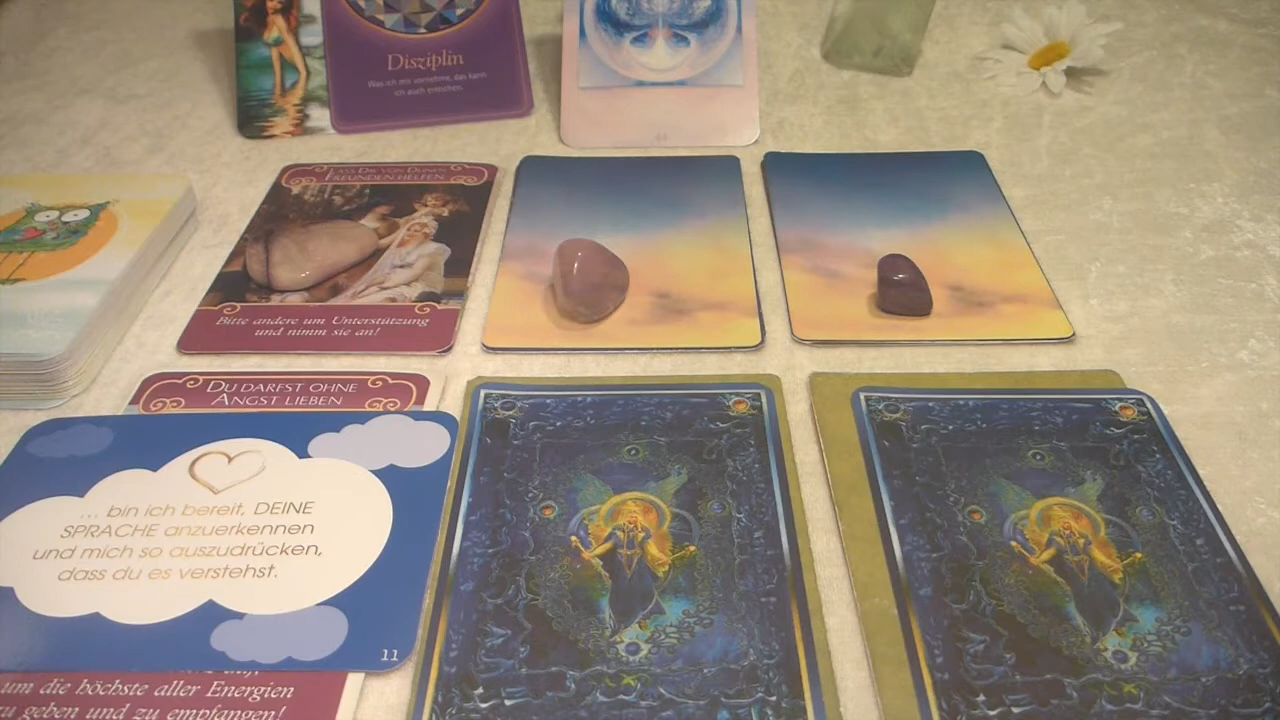 Disziplin
Was ich mir vornehme, das kann
ich auch erreichen.
44
LASS DIR VON DEINEN
FREUNDEN HELFEN
Bitte andere um Unterstützung
und nimm sie an!
DU DARFST OHNE
ANGST LIEBEN
... bin ich bereit, DEINE
SPRACHE anzuerkennen
und mich so auszudrücken,
dass du es verstehst.
11
um die höchste aller Energien
zu geben und zu empfangen!